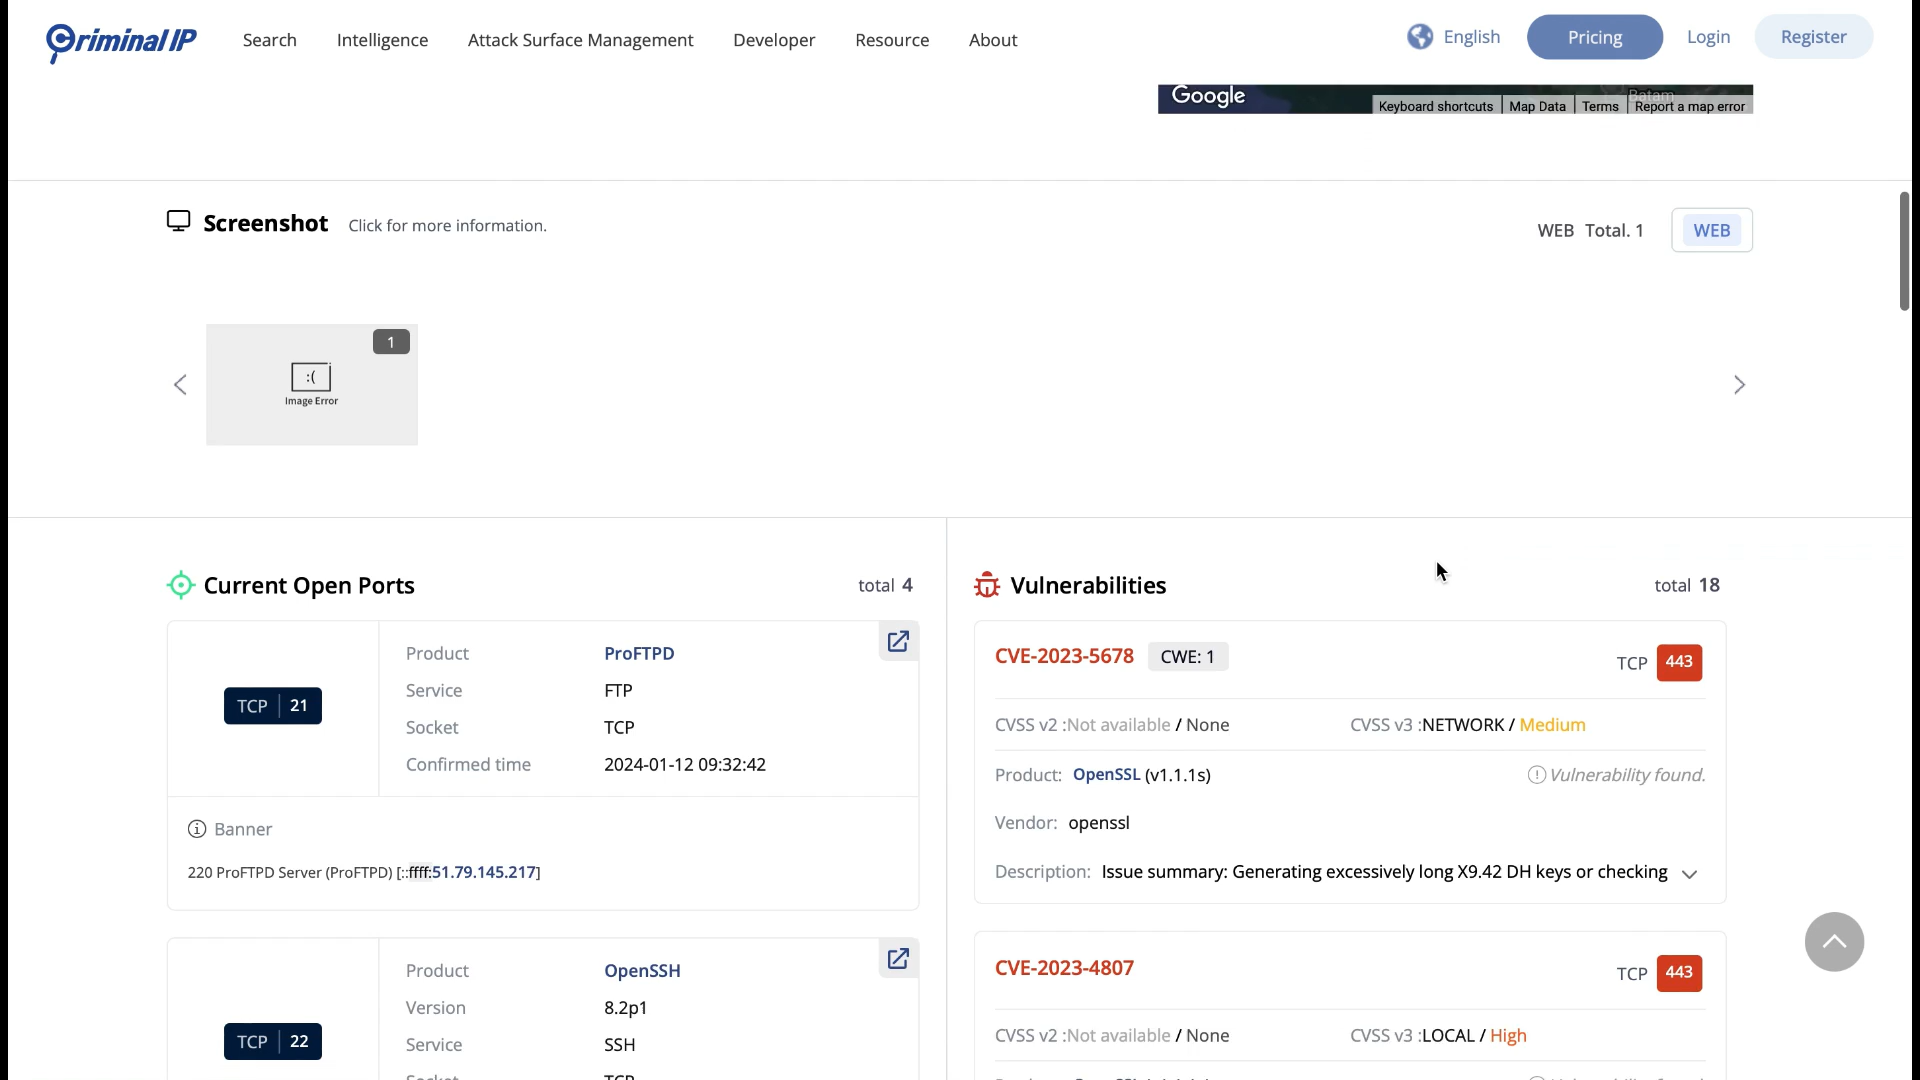 Criminal IP
Search
Intelligence
Attack Surface Management
Developer
Resource
About
English
Pricing
Login
Register
Google
Batam
Keyboard shortcuts
Map Data
Terms
Report a map error
Screenshot
Click for more information.
WEB Total. 1
WEB
1
:(
Image Error
Current Open Ports
total 4
TCP 21
Product ProFTPD
Service FTP
Socket TCP
Confirmed time 2024-01-12 09:32:42
Banner
220 ProFTPD Server (ProFTPD) [::ffff:51.79.145.217]
TCP 22
Product OpenSSH
Version 8.2p1
Service SSH
Socket TCP
Vulnerabilities
total 18
CVE-2023-5678 CWE: 1
TCP 443
CVSS v2 :Not available / None
CVSS v3 :NETWORK / Medium
Product: OpenSSL (v1.1.1s)
Vulnerability found.
Vendor: openssl
Description: Issue summary: Generating excessively long X9.42 DH keys or checking
CVE-2023-4807
TCP 443
CVSS v2 :Not available / None
CVSS v3 :LOCAL / High